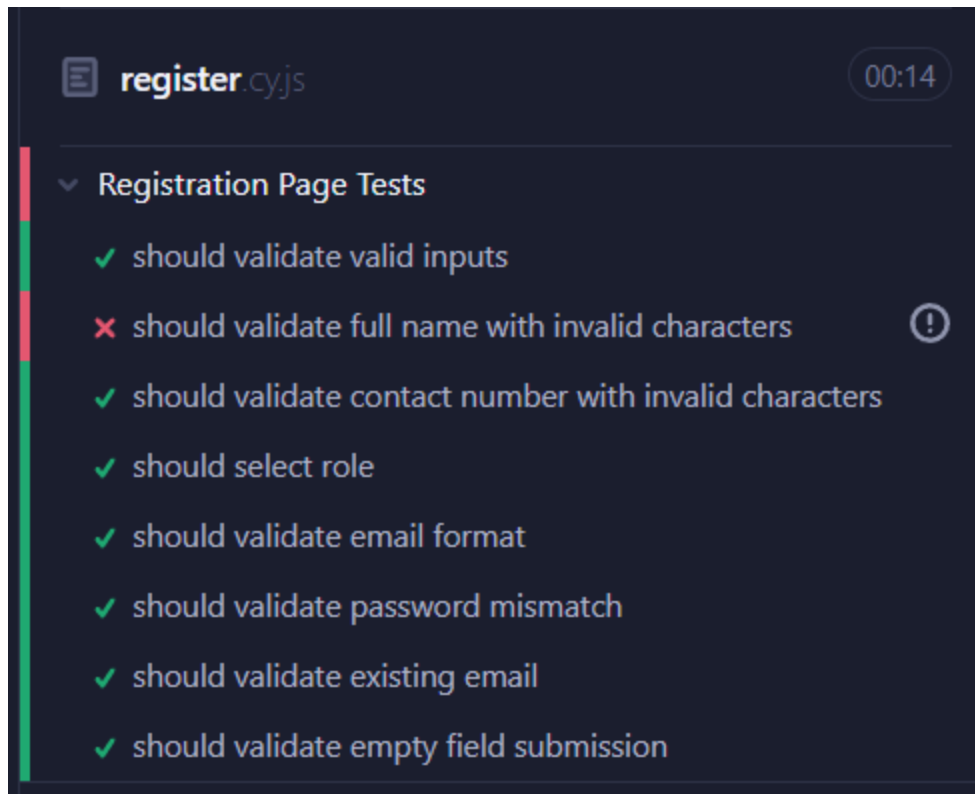 register.cy.js 00:14
Registration Page Tests
should validate valid inputs
should validate full name with invalid characters
should validate contact number with invalid characters
should select role
should validate email format
should validate password mismatch
should validate existing email
should validate empty field submission